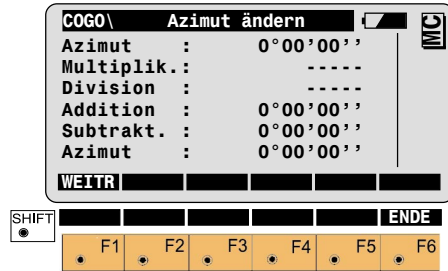 COGO\ Azimut ändern MC
Azimut : 0°00'00''
Multiplik.: -----
Division : -----
Addition : 0°00'00''
Subtrakt. : 0°00'00''
Azimut : 0°00'00''
WEITR
SHIFT ENDE
F1 F2 F3 F4 F5 F6